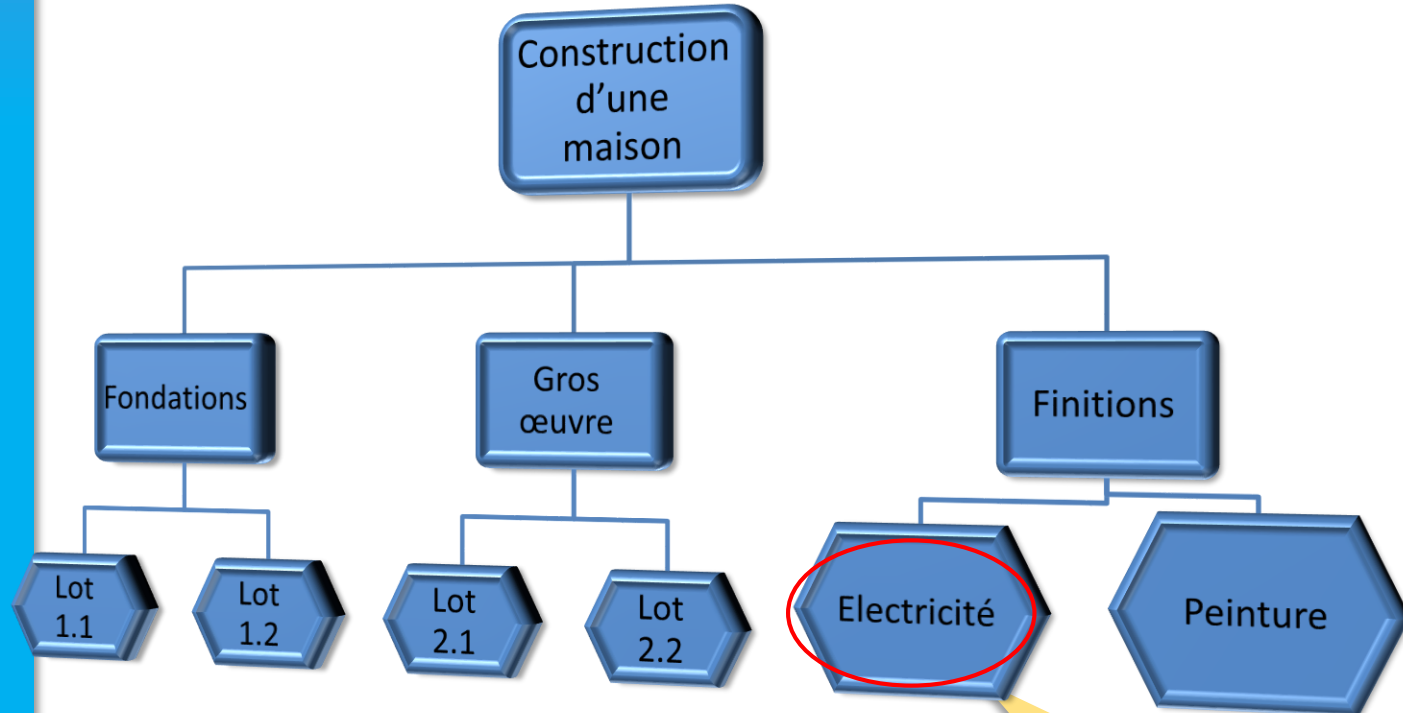 Construction
d’une
maison
Fondations
Gros
œuvre
Finitions
Lot
1.1
Lot
1.2
Lot
2.1
Lot
2.2
Electricité
Peinture